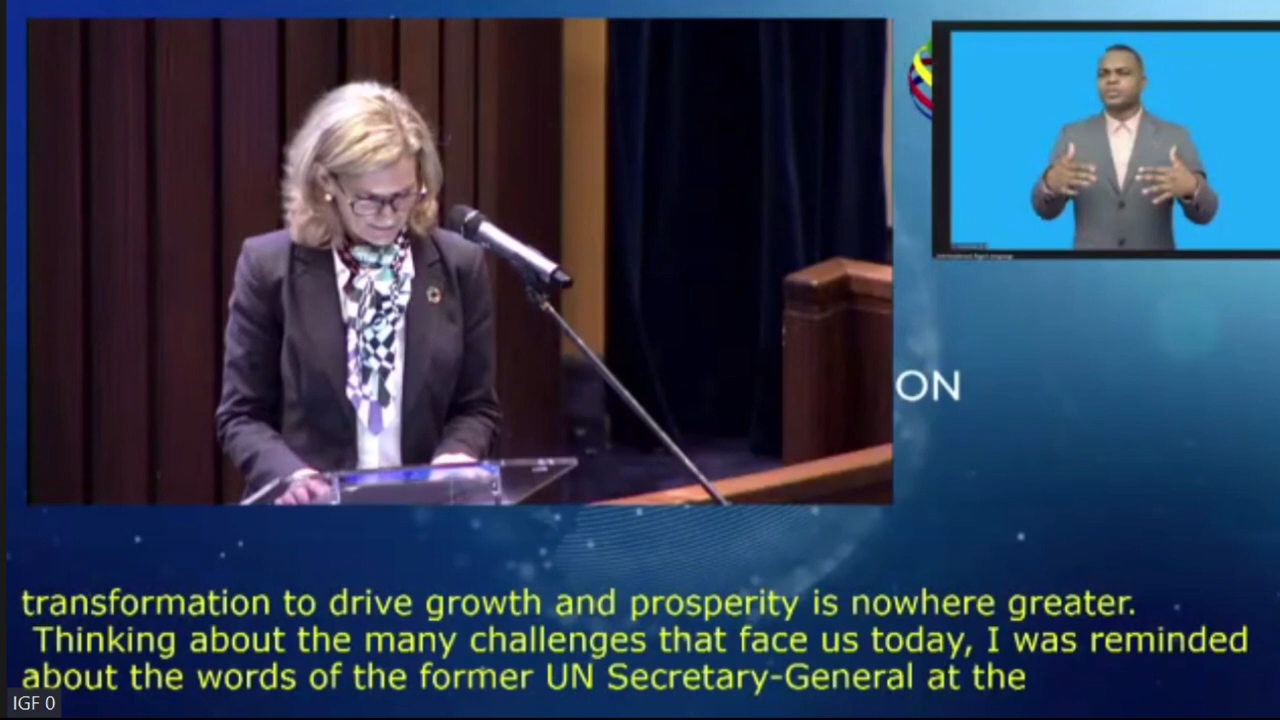 ON
transformation to drive growth and prosperity is nowhere greater.
Thinking about the many challenges that face us today, I was reminded
about the words of the former UN Secretary-General at the
IGF 0